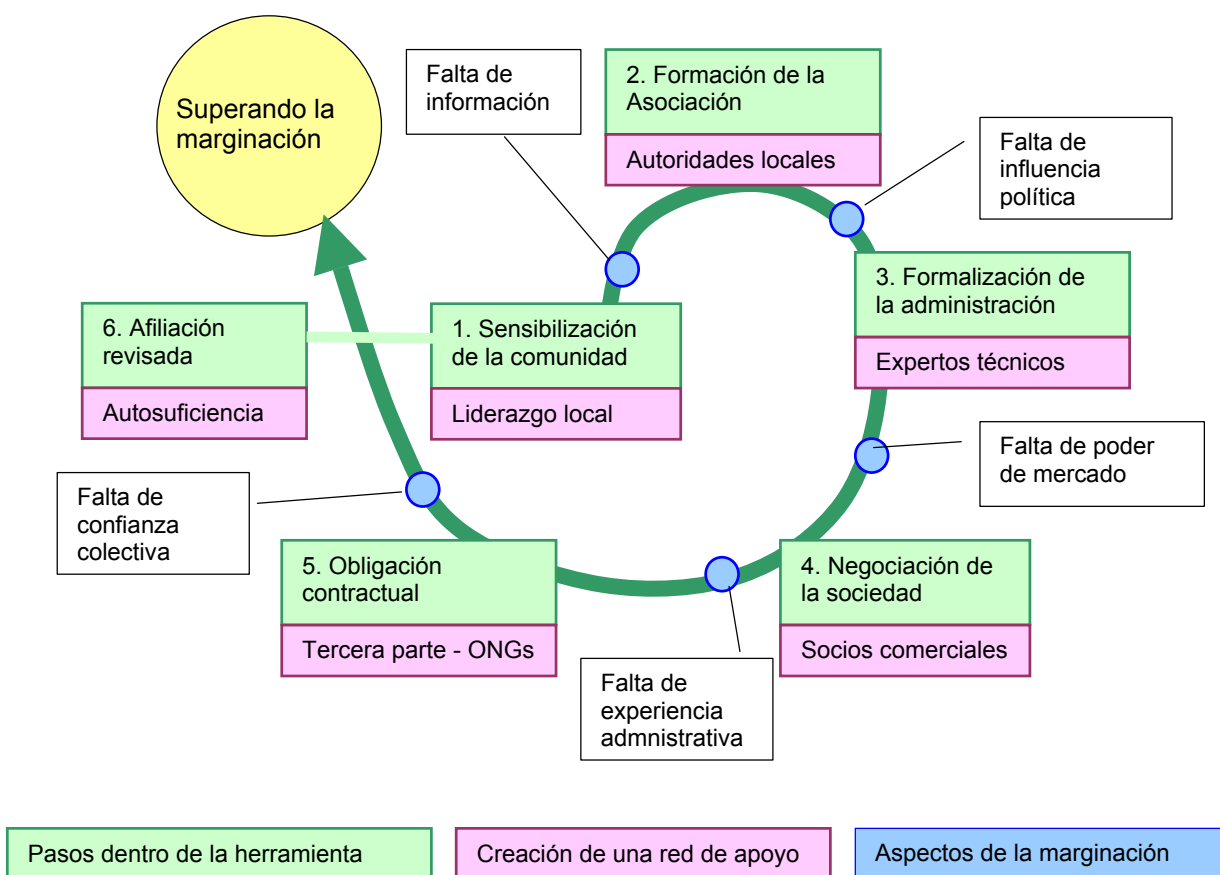 Superando la
marginación
Falta de
información
2. Formación de la
Asociación
Autoridades locales
Falta de
influencia
política
3. Formalización de
la administración
Expertos técnicos
6. Afiliación
revisada
Autosuficiencia
1. Sensibilización
de la comunidad
Liderazgo local
Falta de poder
de mercado
Falta de
confianza
colectiva
5. Obligación
contractual
Tercera parte - ONGs
4. Negociación de
la sociedad
Socios comerciales
Falta de
experiencia
admnistrativa
Pasos dentro de la herramienta
Creación de una red de apoyo
Aspectos de la marginación